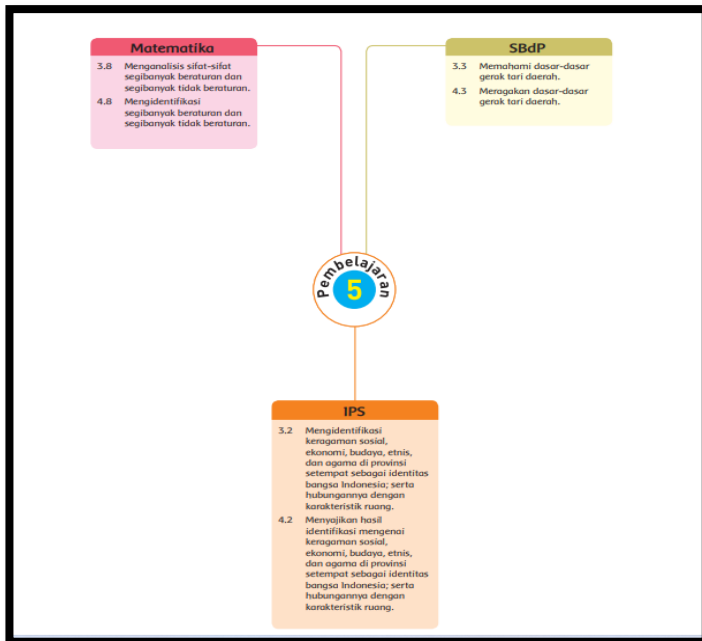 Matematika
3.8 Menganalisis sifat-sifat
segibanyak beraturan dan
segibanyak tidak beraturan.
4.8 Mengidentifikasi
segibanyak beraturan dan
segibanyak tidak beraturan.
SBdP
3.3 Memahami dasar-dasar
gerak tari daerah.
4.3 Meragakan dasar-dasar
gerak tari daerah.
Pembelajaran
5
IPS
3.2 Mengidentifikasi
keragaman sosial,
ekonomi, budaya, etnis,
dan agama di provinsi
setempat sebagai identitas
bangsa Indonesia; serta
hubungannya dengan
karakteristik ruang.
4.2 Menyajikan hasil
identifikasi mengenai
keragaman sosial,
ekonomi, budaya, etnis,
dan agama di provinsi
setempat sebagai identitas
bangsa Indonesia; serta
hubungannya dengan
karakteristik ruang.